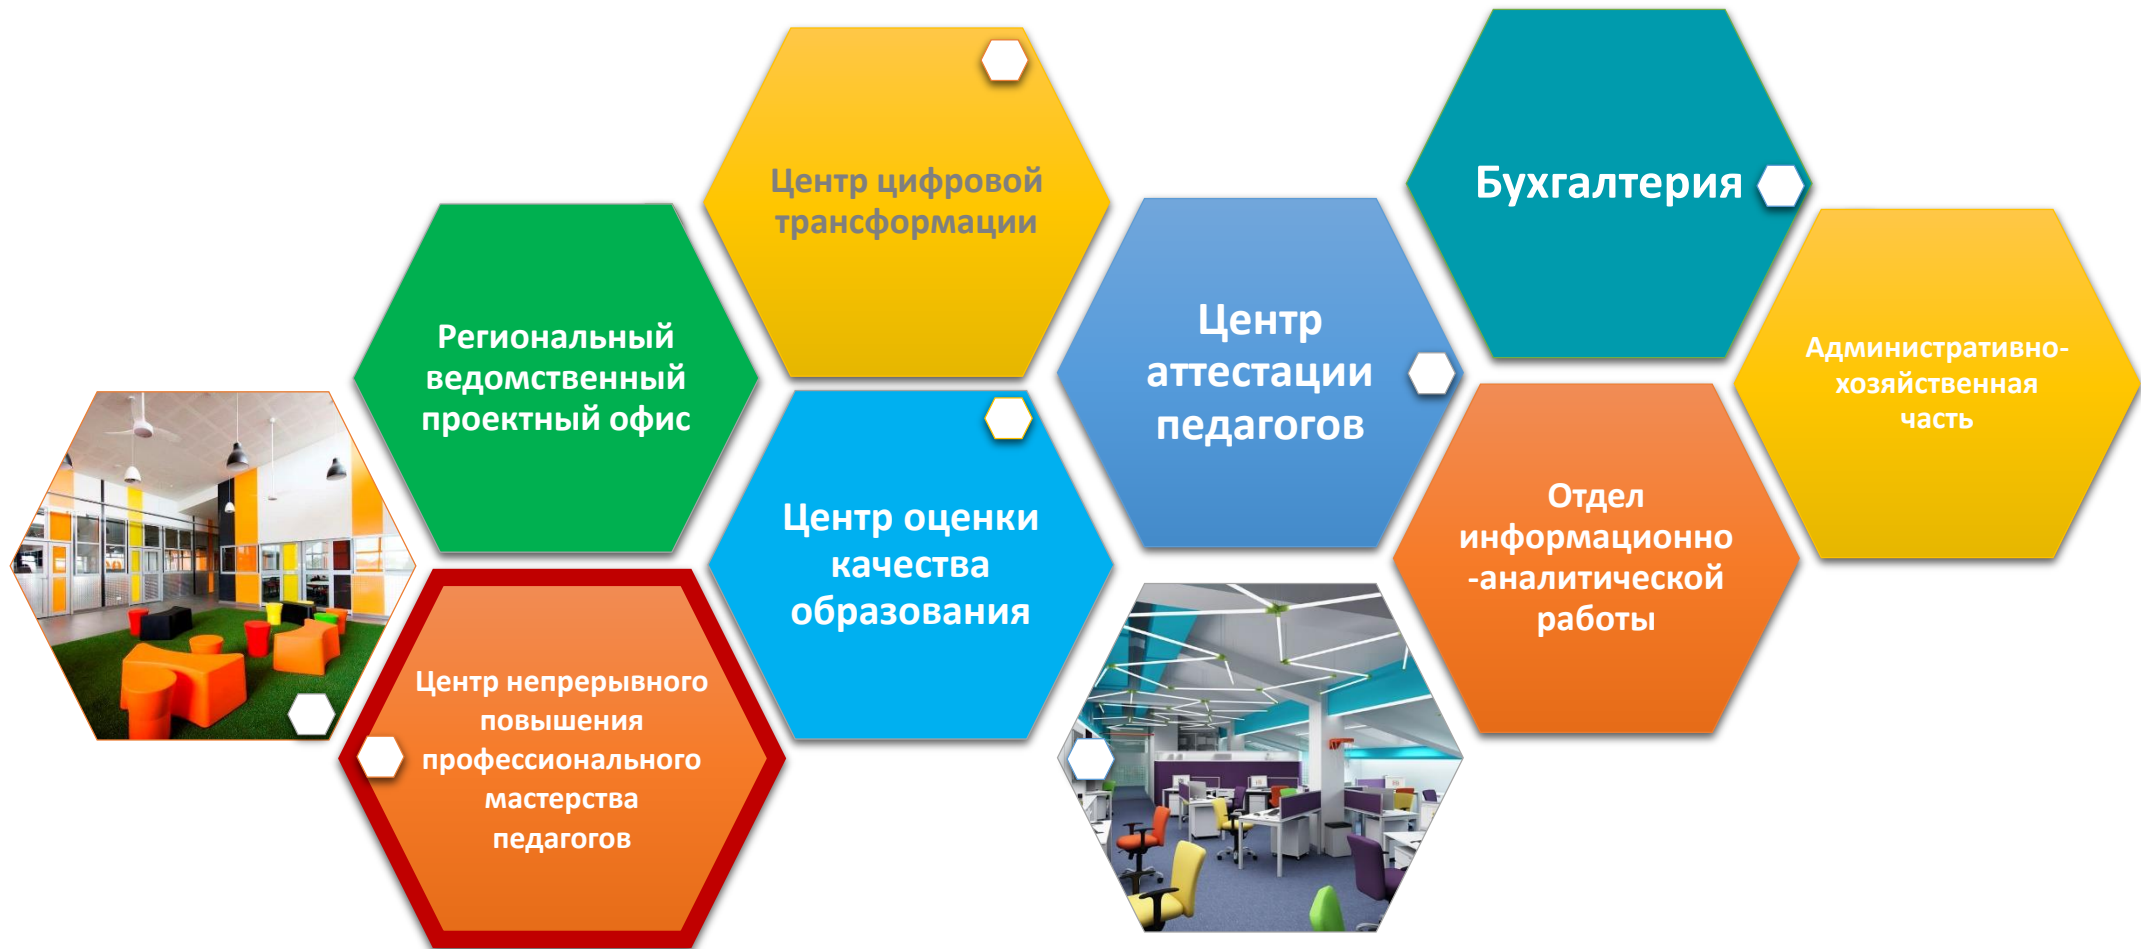 Региональный
ведомственный
проектный офис
Центр непрерывного
повышения
профессионального
мастерства
педагогов
Центр цифровой
трансформации
Центр оценки
качества
образования
Центр
аттестации
педагогов
Бухгалтерия
Отдел
информационно
-аналитической
работы
Административно-
хозяйственная
часть